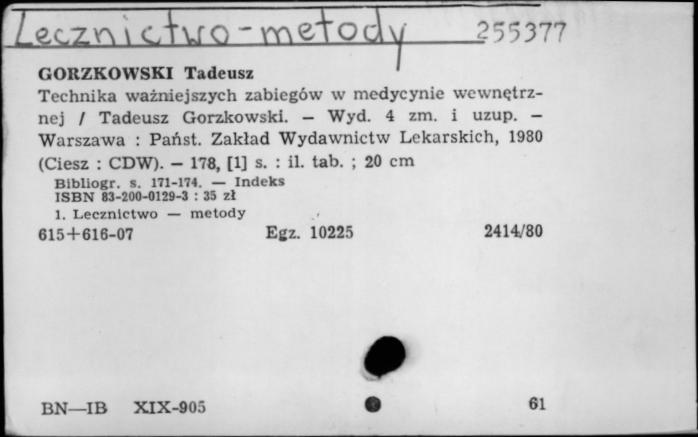 Lecznictwo-metody 255377
GORZKOWSKI Tadeusz
Technika ważniejszych zabiegów w medycynie wewnętrz-
nej / Tadeusz Gorzkowski. — Wyd. 4 zm. i uzup. —
Warszawa : Państ. Zakład Wydawnictw Lekarskich, 1980
(Ciesz : CDW). — 178, [1] s. : il. tab. ; 20 cm
Bibliogr. s. 171-174. — Indeks
ISBN 83-200-0129-3 : 35 zł
1. Lecznictwo — metody
615+616-07 Egz. 10225 2414/80
BN—IB XIX-905 61